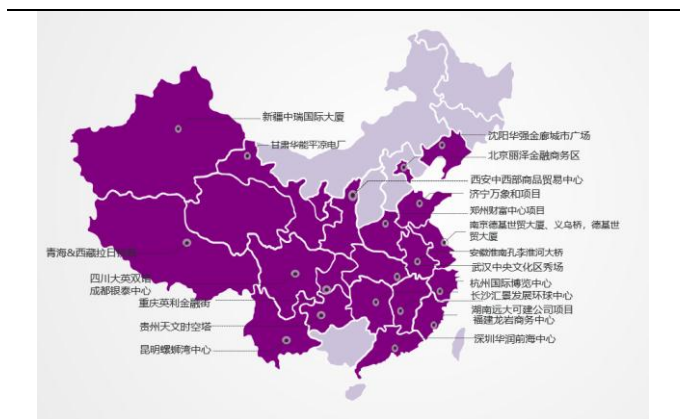 新疆中瑞国际大厦
甘肃华能平凉电厂
沈阳华强金廊城市广场
北京丽泽金融商务区
西安中西部商品贸易中心
济宁万象和项目
郑州财富中心项目
南京德基世贸大厦，义乌桥，德基世
贸大厦
青海&西藏拉日
安徽淮南孔李淮河大桥
武汉中央文化区秀场
四川大英双塔
成都银泰中心
杭州国际博览中心
重庆英利金融街
长沙汇景发展环球中心
湖南远大可建公司项目
福建龙岩商务中心
贵州天文时空塔
深圳华润前海中心
昆明螺蛳湾中心